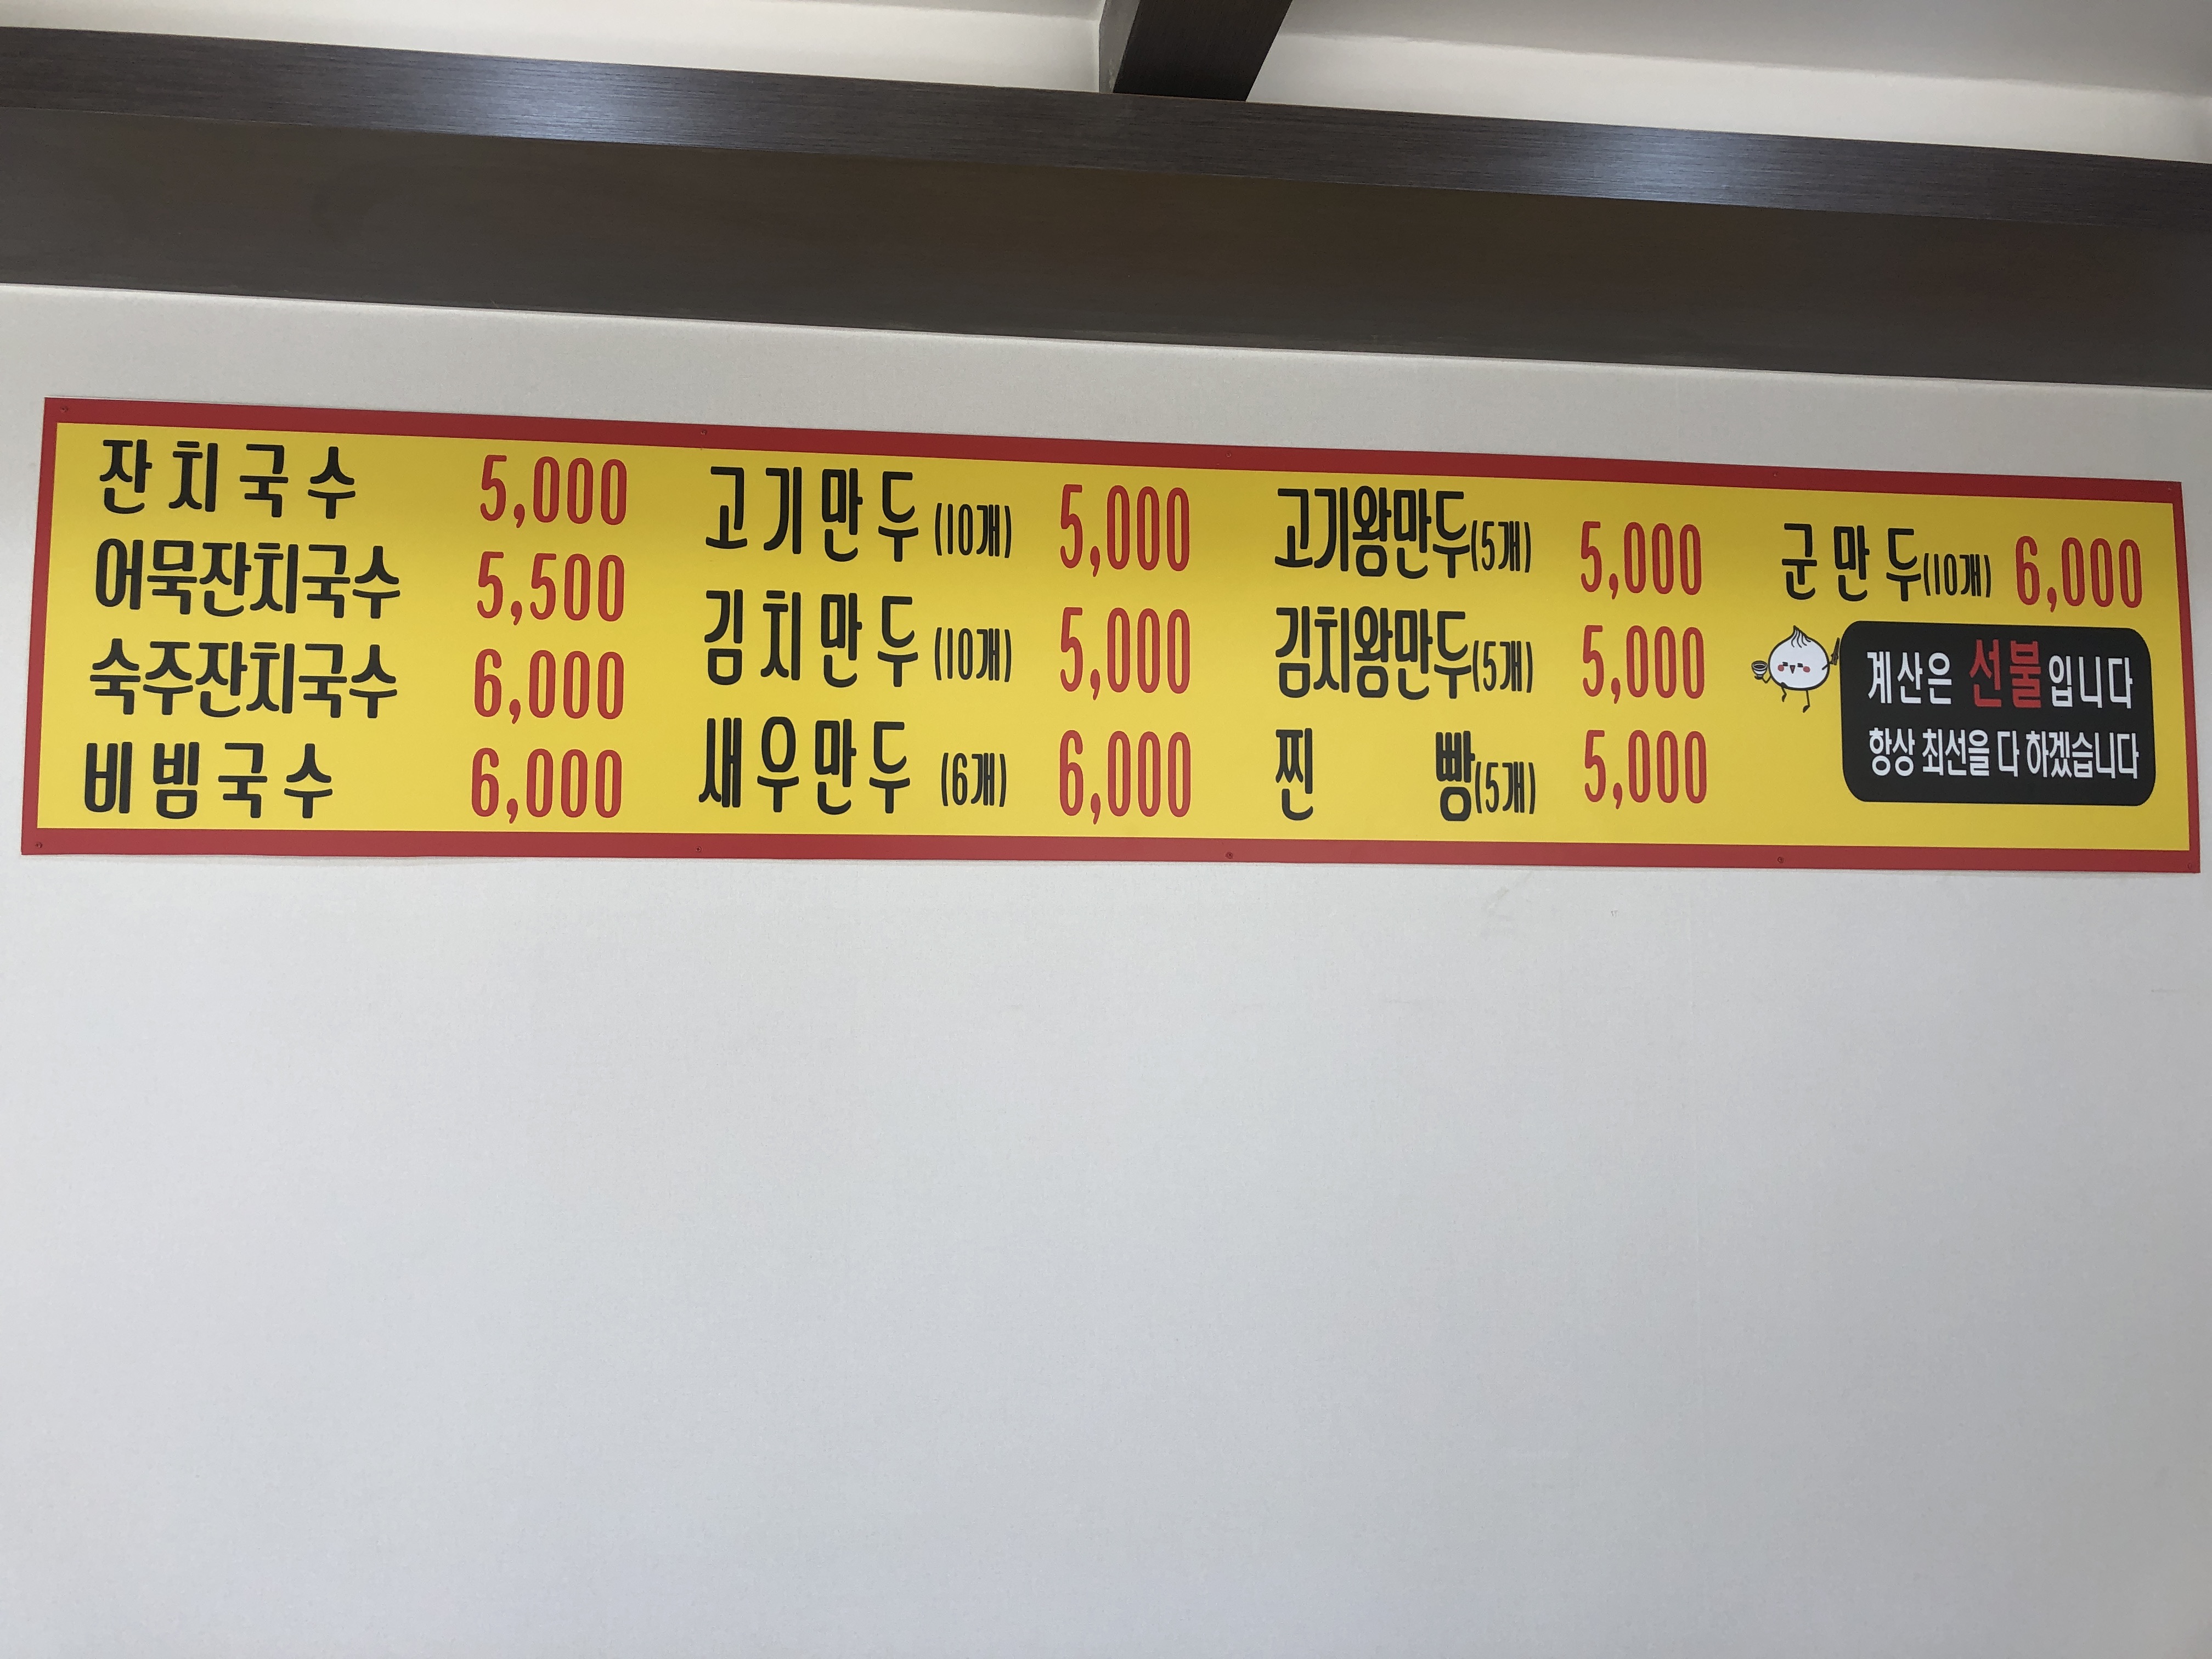 잔치국수 5,000
어묵잔치국수 5,500
숙주잔치국수 6,000
비빔국수 6,000
고기만두 (10개) 5,000
김치만두 (10개) 5,000
새우만두 (6개) 6,000
고기왕만두(5개) 5,000
김치왕만두(5개) 5,000
찐 빵(5개) 5,000
군만두(10개) 6,000
계산은 선불입니다
항상 최선을 다 하겠습니다